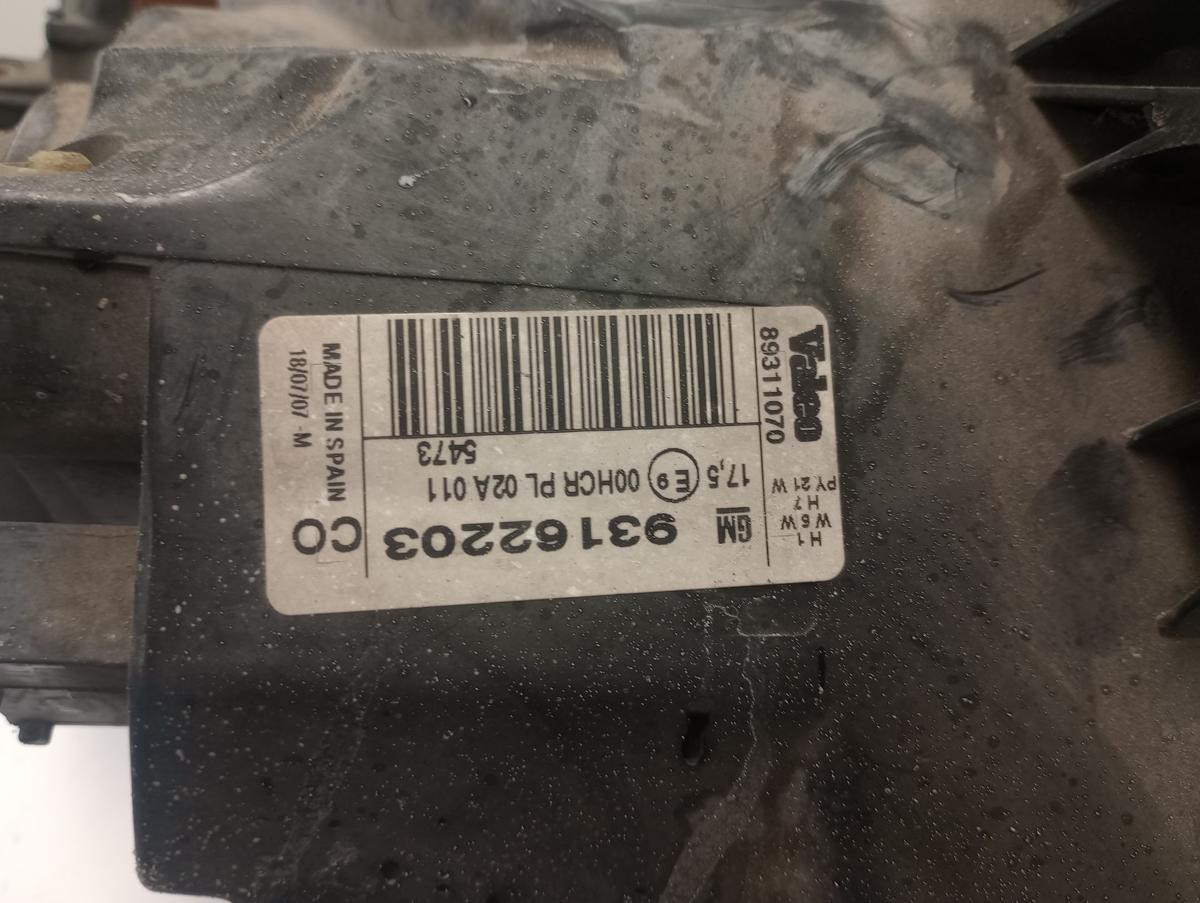 Valeo
89311070
H1
W5W
H7
PY21W
GM 93162203
17,5 E9 00HCR PL 02A 011
5473
CO
MADE IN SPAIN
18/07/07 -M